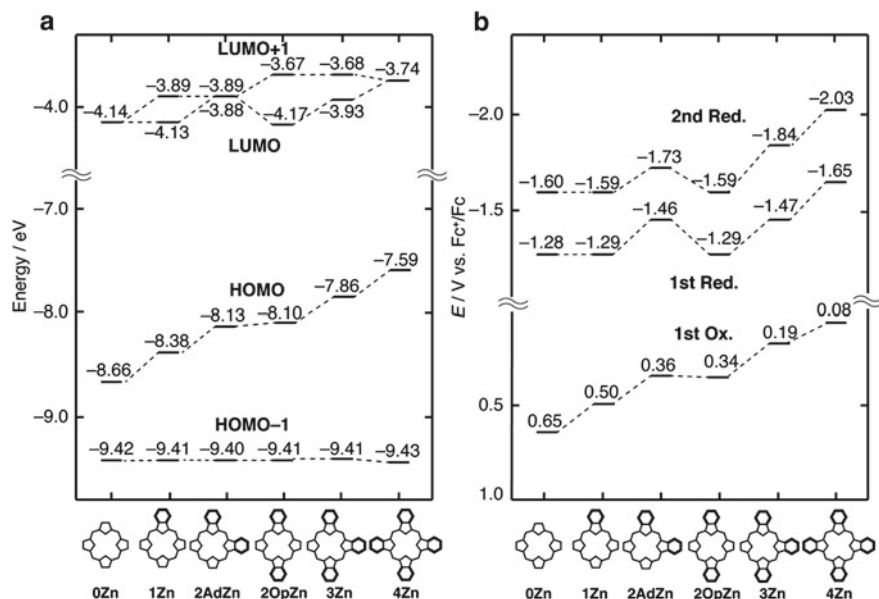 a
LUMO+1
−3.89 −3.89 −3.67 −3.68 −3.74
−4.14 −4.13 −3.88 −4.17 −3.93
−4.0
LUMO
Energy / eV
−7.0
−7.59
HOMO −7.86
−8.0
−8.13 −8.10
−8.38
−8.66
−9.0
HOMO−1
−9.42 −9.41 −9.40 −9.41 −9.41 −9.43
0Zn 1Zn 2AdZn 2OpZn 3Zn 4Zn
b
−2.03
−2.0
2nd Red.
−1.84
−1.73
−1.60 −1.59 −1.59 −1.65
−1.5
−1.46 −1.47
−1.28 −1.29 −1.29
1st Red.
E / V vs. Fc⁺/Fc
1st Ox. 0.08
0.19
0.36 0.34
0.5
0.50
0.65
1.0
0Zn 1Zn 2AdZn 2OpZn 3Zn 4Zn